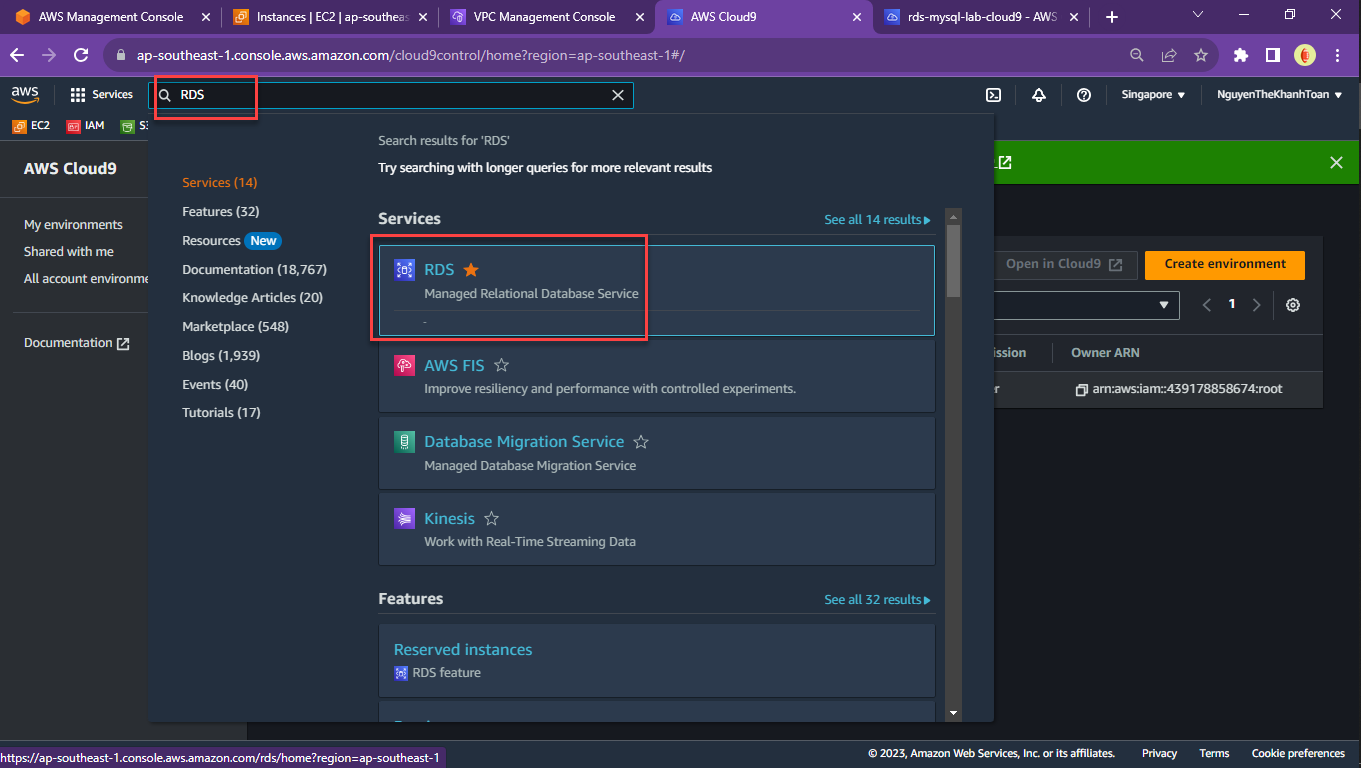 AWS Management Console
Instances | EC2 | ap-southeas
VPC Management Console
AWS Cloud9
rds-mysql-lab-cloud9 - AWS
ap-southeast-1.console.aws.amazon.com/cloud9control/home?region=ap-southeast-1#/
aws
Services
RDS
Singapore
NguyenTheKhanhToan
EC2
IAM
S3
AWS Cloud9
My environments
Shared with me
All account environme
Documentation
Search results for 'RDS'
Try searching with longer queries for more relevant results
Services (14)
Features (32)
Resources New
Documentation (18,767)
Knowledge Articles (20)
Marketplace (548)
Blogs (1,939)
Events (40)
Tutorials (17)
Services
See all 14 results
RDS
Managed Relational Database Service
-
AWS FIS
Improve resiliency and performance with controlled experiments.
Database Migration Service
Managed Database Migration Service
Kinesis
Work with Real-Time Streaming Data
Features
See all 32 results
Reserved instances
RDS feature
Open in Cloud9
Create environment
1
ission
Owner ARN
r
arn:aws:iam::439178858674:root
https://ap-southeast-1.console.aws.amazon.com/rds/home?region=ap-southeast-1
© 2023, Amazon Web Services, Inc. or its affiliates.
Privacy
Terms
Cookie preferences